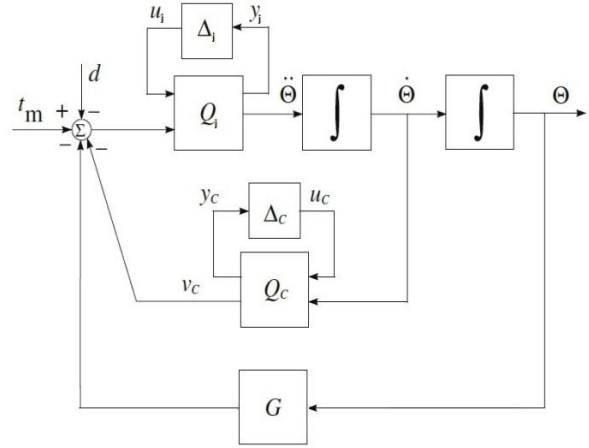 u_j Δ_j y_j
d
t_m + − Σ − −
Q_j Θ̈ ∫ Θ̇ ∫ Θ
y_C Δ_C u_C
v_C Q_C
G